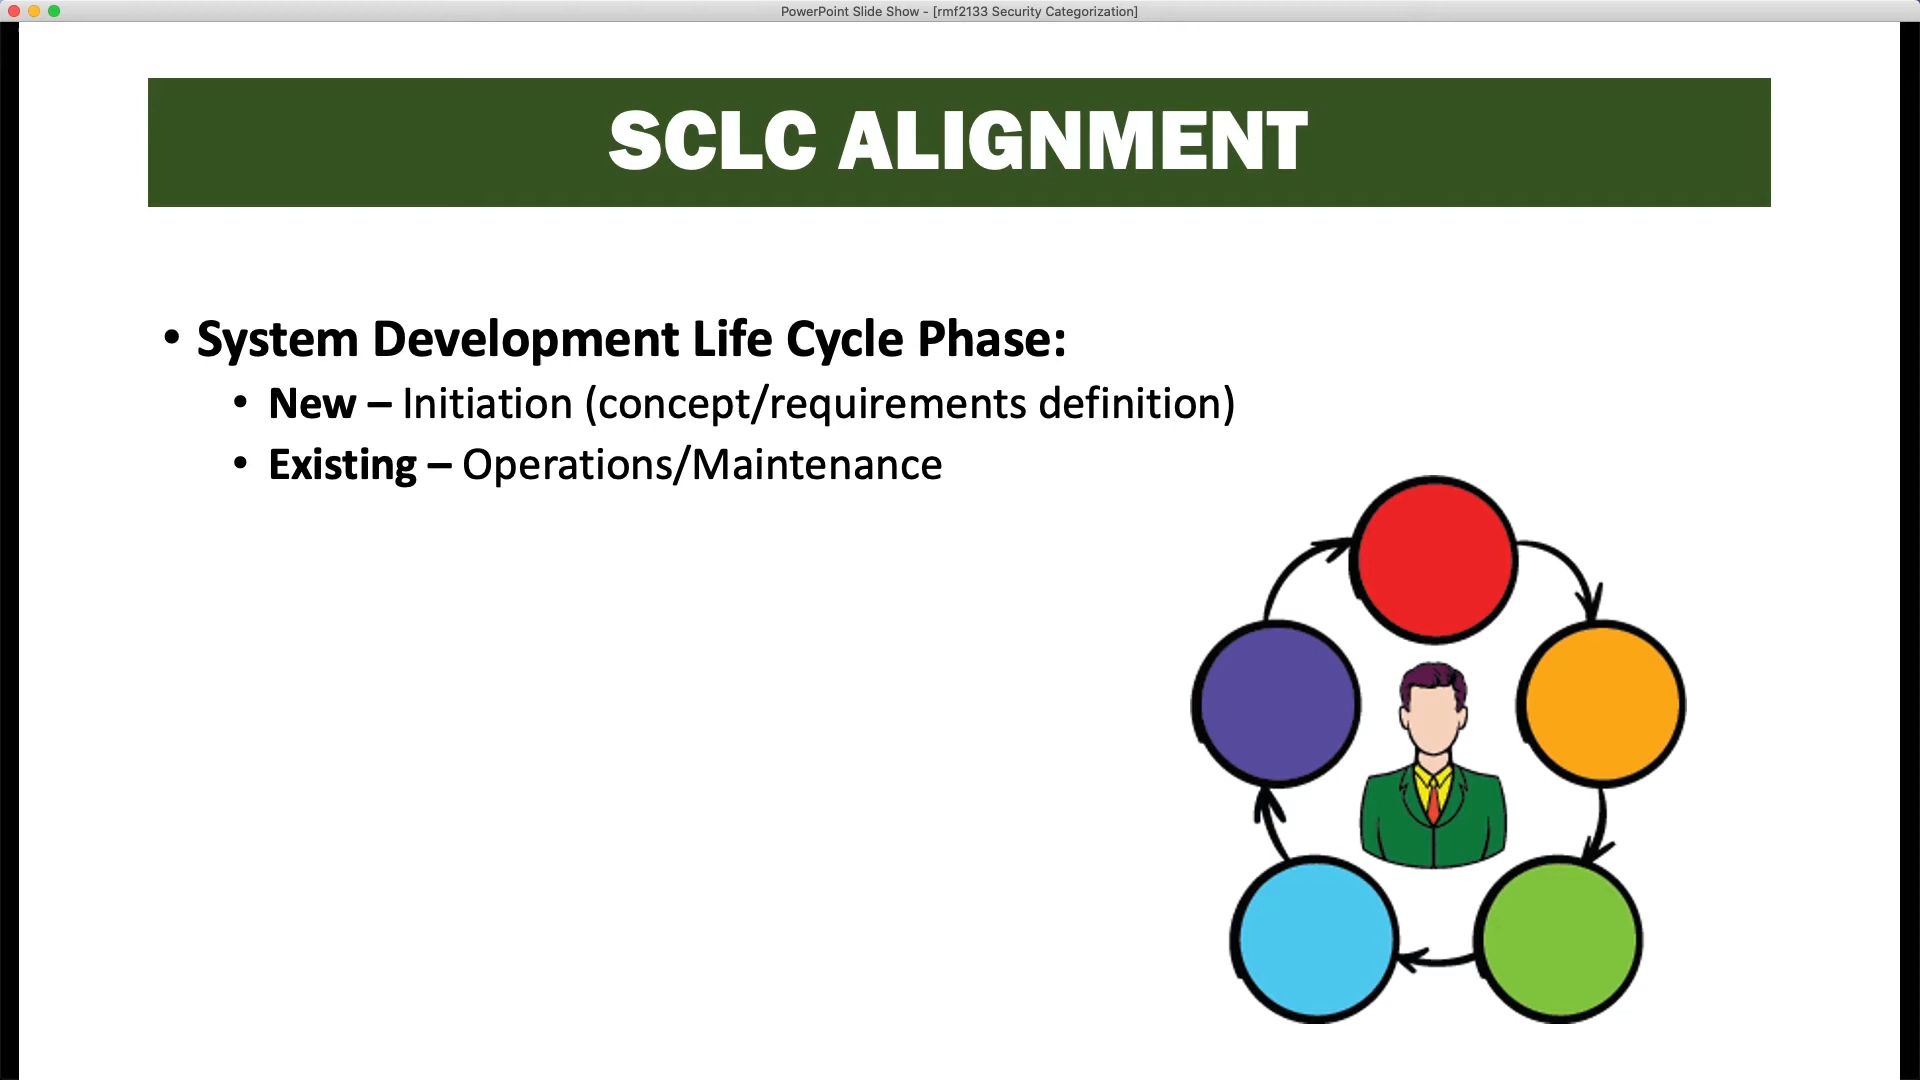 PowerPoint Slide Show - [rmf2133 Security Categorization]
SCLC ALIGNMENT
• System Development Life Cycle Phase:
• New – Initiation (concept/requirements definition)
• Existing – Operations/Maintenance